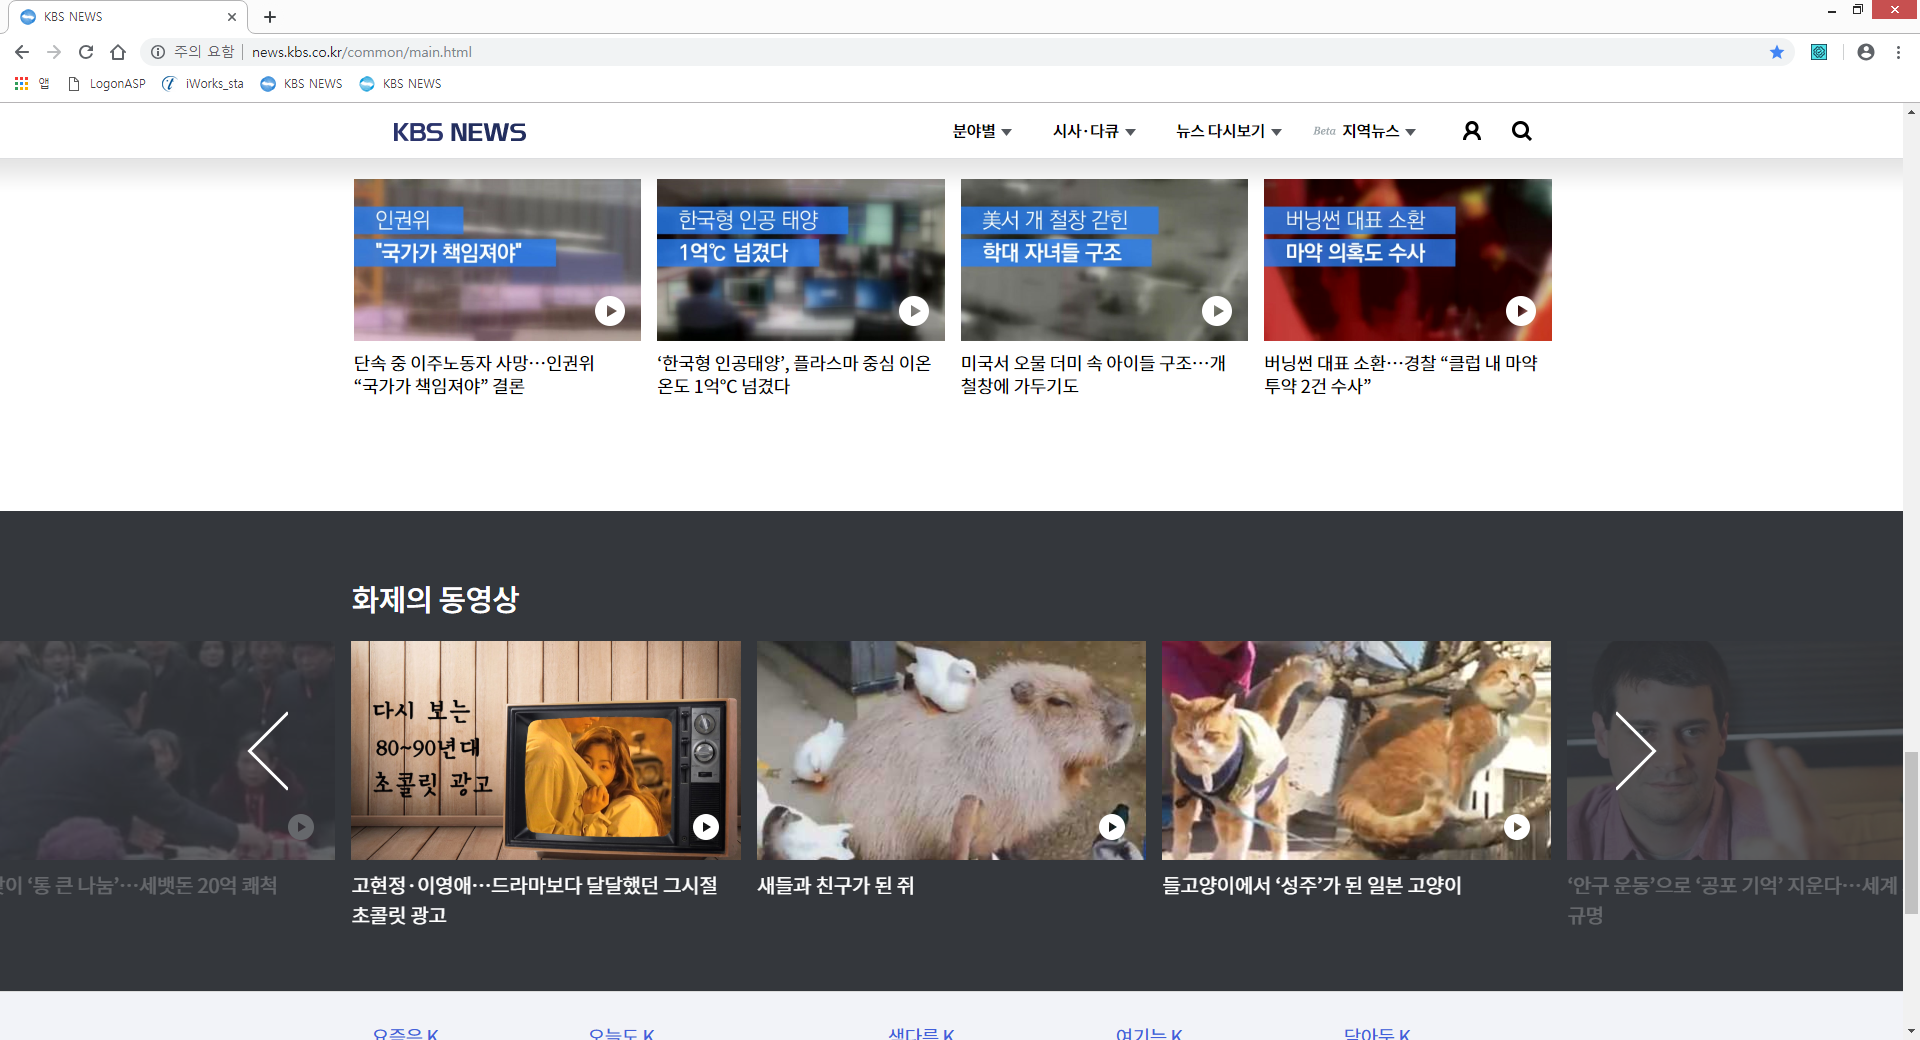 KBS NEWS
주의 요함 | news.kbs.co.kr/common/main.html
앱 LogonASP iWorks_sta KBS NEWS KBS NEWS
KBS NEWS 분야별 시사·다큐 뉴스 다시보기 Beta 지역뉴스
인권위
"국가가 책임져야"
한국형 인공 태양
1억℃ 넘겼다
美서 개 철창 갇힌
학대 자녀들 구조
버닝썬 대표 소환
마약 의혹도 수사
단속 중 이주노동자 사망…인권위
“국가가 책임져야” 결론
‘한국형 인공태양’, 플라스마 중심 이온
온도 1억℃ 넘겼다
미국서 오물 더미 속 아이들 구조…개
철창에 가두기도
버닝썬 대표 소환…경찰 “클럽 내 마약
투약 2건 수사”
화제의 동영상
다시 보는
80~90년대
초콜릿 광고
‘통 큰 나눔’…세뱃돈 20억 쾌척
고현정·이영애…드라마보다 달달했던 그시절
초콜릿 광고
새들과 친구가 된 쥐
들고양이에서 ‘성주’가 된 일본 고양이
‘안구 운동’으로 ‘공포 기억’ 지운다…세계
규명
요즘은 K 오늘도 K 색다른 K 여기는 K 담아둔 K